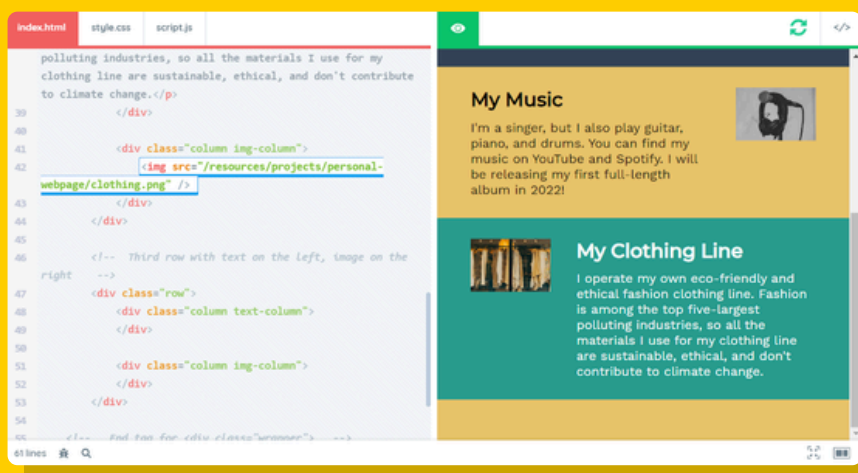 index.html style.css script.js </>
polluting industries, so all the materials I use for my
clothing line are sustainable, ethical, and don't contribute
to climate change.</p>
39 </div>
40
41 <div class="column img-column">
42 <img src="/resources/projects/personal-
webpage/clothing.png" />
43 </div>
44 </div>
45
46 <!-- Third row with text on the left, image on the
right -->
47 <div class="row">
48 <div class="column text-column">
49 </div>
50
51 <div class="column img-column">
52 </div>
53 </div>
54
55 <!-- End tag for <div class="wrapper"> -->
61 lines
My Music
I'm a singer, but I also play guitar,
piano, and drums. You can find my
music on YouTube and Spotify. I will
be releasing my first full-length
album in 2022!
My Clothing Line
I operate my own eco-friendly and
ethical fashion clothing line. Fashion
is among the top five-largest
polluting industries, so all the
materials I use for my clothing line
are sustainable, ethical, and don't
contribute to climate change.